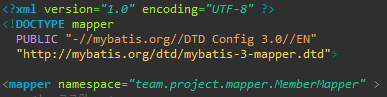 <?xml version="1.0" encoding="UTF-8" ?>
<!DOCTYPE mapper
PUBLIC "-//mybatis.org//DTD Config 3.0//EN"
"http://mybatis.org/dtd/mybatis-3-mapper.dtd">
<mapper namespace="team.project.mapper.MemberMapper" >